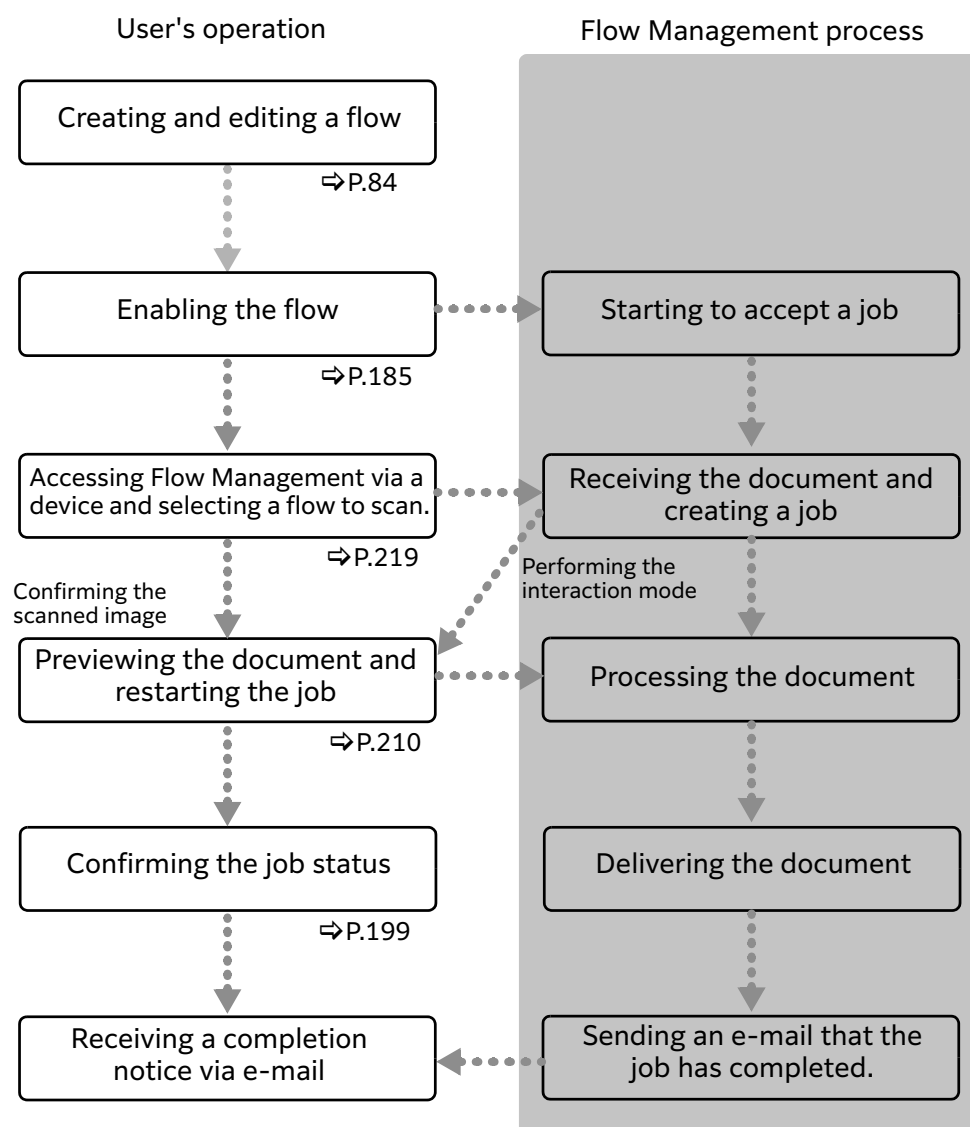 User's operation
Flow Management process
Creating and editing a flow
⇨P.84
Enabling the flow
Starting to accept a job
⇨P.185
Accessing Flow Management via a
device and selecting a flow to scan.
Receiving the document and
creating a job
⇨P.219
Performing the
interaction mode
Confirming the
scanned image
Previewing the document and
restarting the job
Processing the document
⇨P.210
Confirming the job status
Delivering the document
⇨P.199
Receiving a completion
notice via e-mail
Sending an e-mail that the
job has completed.